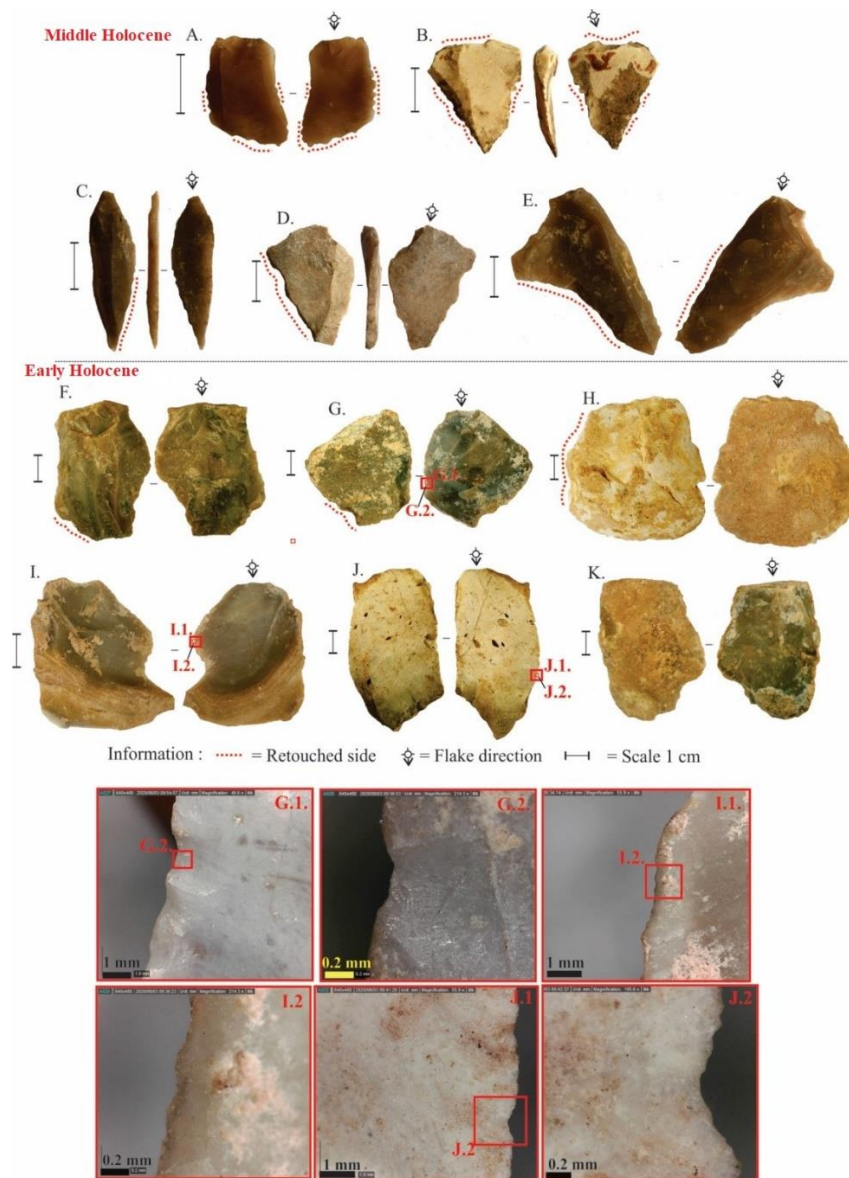 Middle Holocene
A.
B.
C.
D.
E.
Early Holocene
F.
G.
H.
G.2.
I.
J.
K.
I.1.
I.2.
J.1.
J.2.
Information : = Retouched side = Flake direction = Scale 1 cm
G.1. G.2. I.1.
G.2. I.2.
1 mm 0.2 mm 1 mm
I.2 J.1 J.2
J.2
0.2 mm 1 mm 0.2 mm